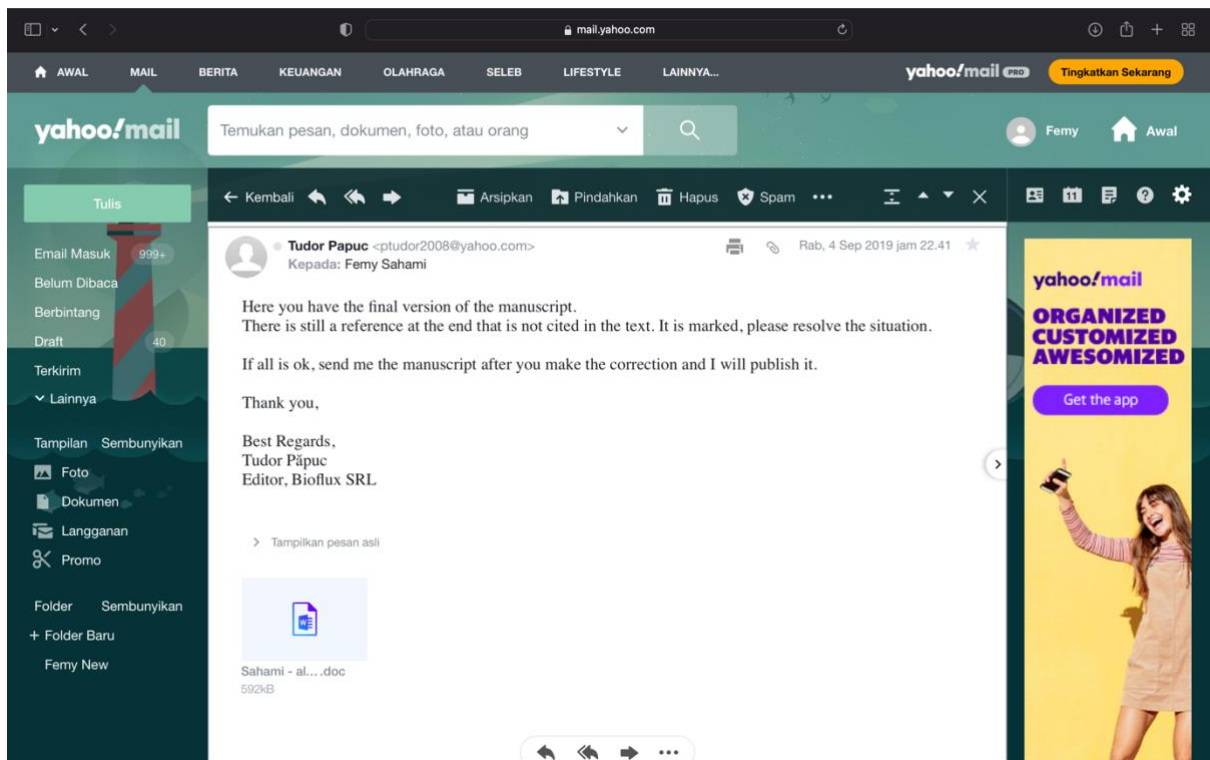 mail.yahoo.com
AWAL MAIL BERITA KEUANGAN OLAHRAGA SELEB LIFESTYLE LAINNYA... yahoo!mail PRO Tingkatkan Sekarang
yahoo!mail Temukan pesan, dokumen, foto, atau orang Femy Awal
Tulis
← Kembali Arsipkan Pindahkan Hapus Spam ••• 11
Email Masuk 999+
Belum Dibaca
Berbintang
Draft 40
Terkirim
Lainnya
Tampilan Sembunyikan
Foto
Dokumen
Langganan
Promo
Folder Sembunyikan
+ Folder Baru
Femy New
Tudor Papuc <ptudor2008@yahoo.com> Rab, 4 Sep 2019 jam 22.41
Kepada: Femy Sahami
Here you have the final version of the manuscript.
There is still a reference at the end that is not cited in the text. It is marked, please resolve the situation.
If all is ok, send me the manuscript after you make the correction and I will publish it.
Thank you,
Best Regards,
Tudor Păpuc
Editor, Bioflux SRL
> Tampilkan pesan asli
W
Sahami - al... .doc
592kB
yahoo!mail
ORGANIZED
CUSTOMIZED
AWESOMIZED
Get the app